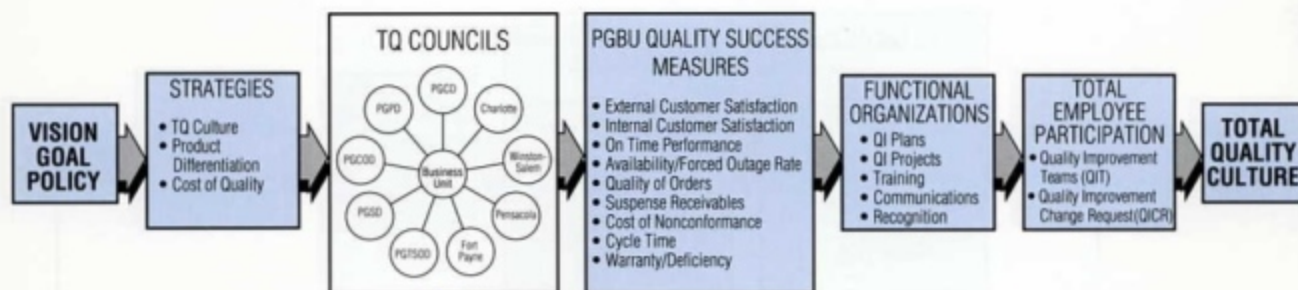 VISION
GOAL
POLICY
STRATEGIES
• TQ Culture
• Product
Differentiation
• Cost of Quality
TQ COUNCILS
PGCD
Charlotte
Winston-
Salem
Pensacola
Fort
Payne
PGTSOD
PGSD
PGCOD
PGPD
Business
Unit
PGBU QUALITY SUCCESS
MEASURES
• External Customer Satisfaction
• Internal Customer Satisfaction
• On Time Performance
• Availability/Forced Outage Rate
• Quality of Orders
• Suspense Receivables
• Cost of Nonconformance
• Cycle Time
• Warranty/Deficiency
FUNCTIONAL
ORGANIZATIONS
• QI Plans
• QI Projects
• Training
• Communications
• Recognition
TOTAL
EMPLOYEE
PARTICIPATION
• Quality Improvement
Teams (QIT)
• Quality Improvement
Change Request(QICR)
TOTAL
QUALITY
CULTURE